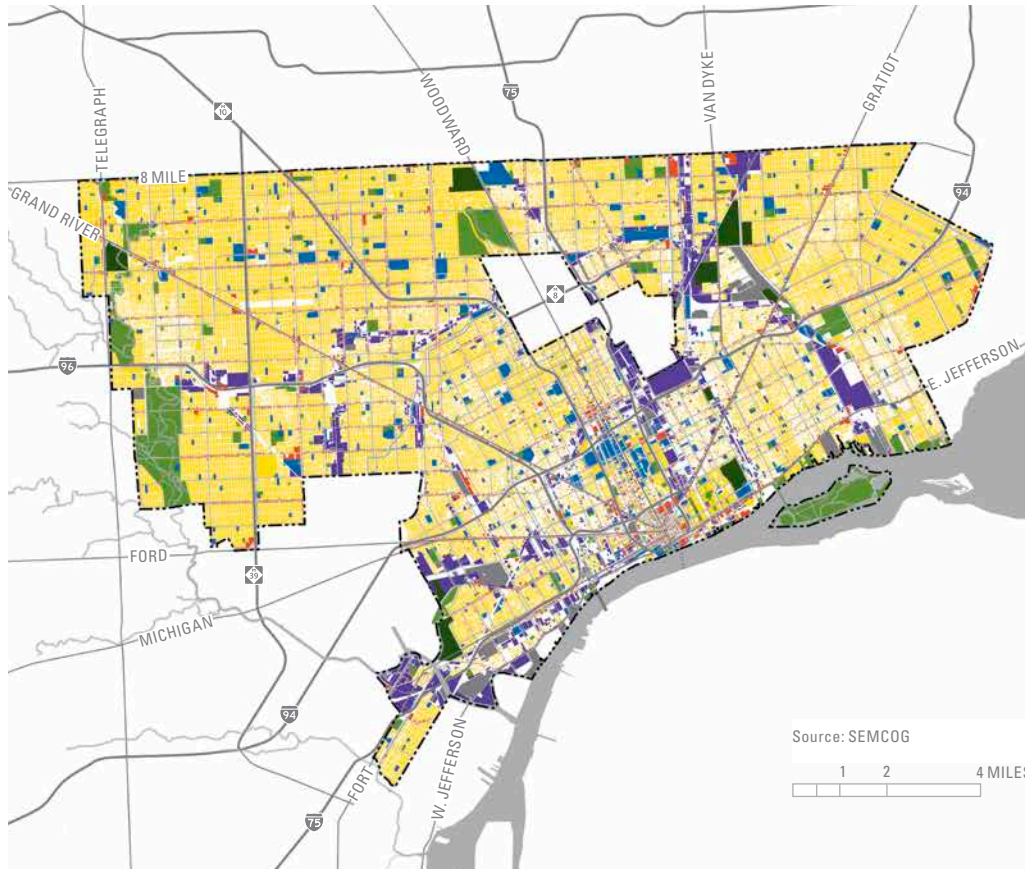 TELEGRAPH
10
WOODWARD
75
VAN DYKE
GRATIOT
8 MILE
94
GRAND RIVER
8
96
E. JEFFERSON
FORD
39
MICHIGAN
94
FORT
W. JEFFERSON
75
Source: SEMCOG
1 2 4 MILES